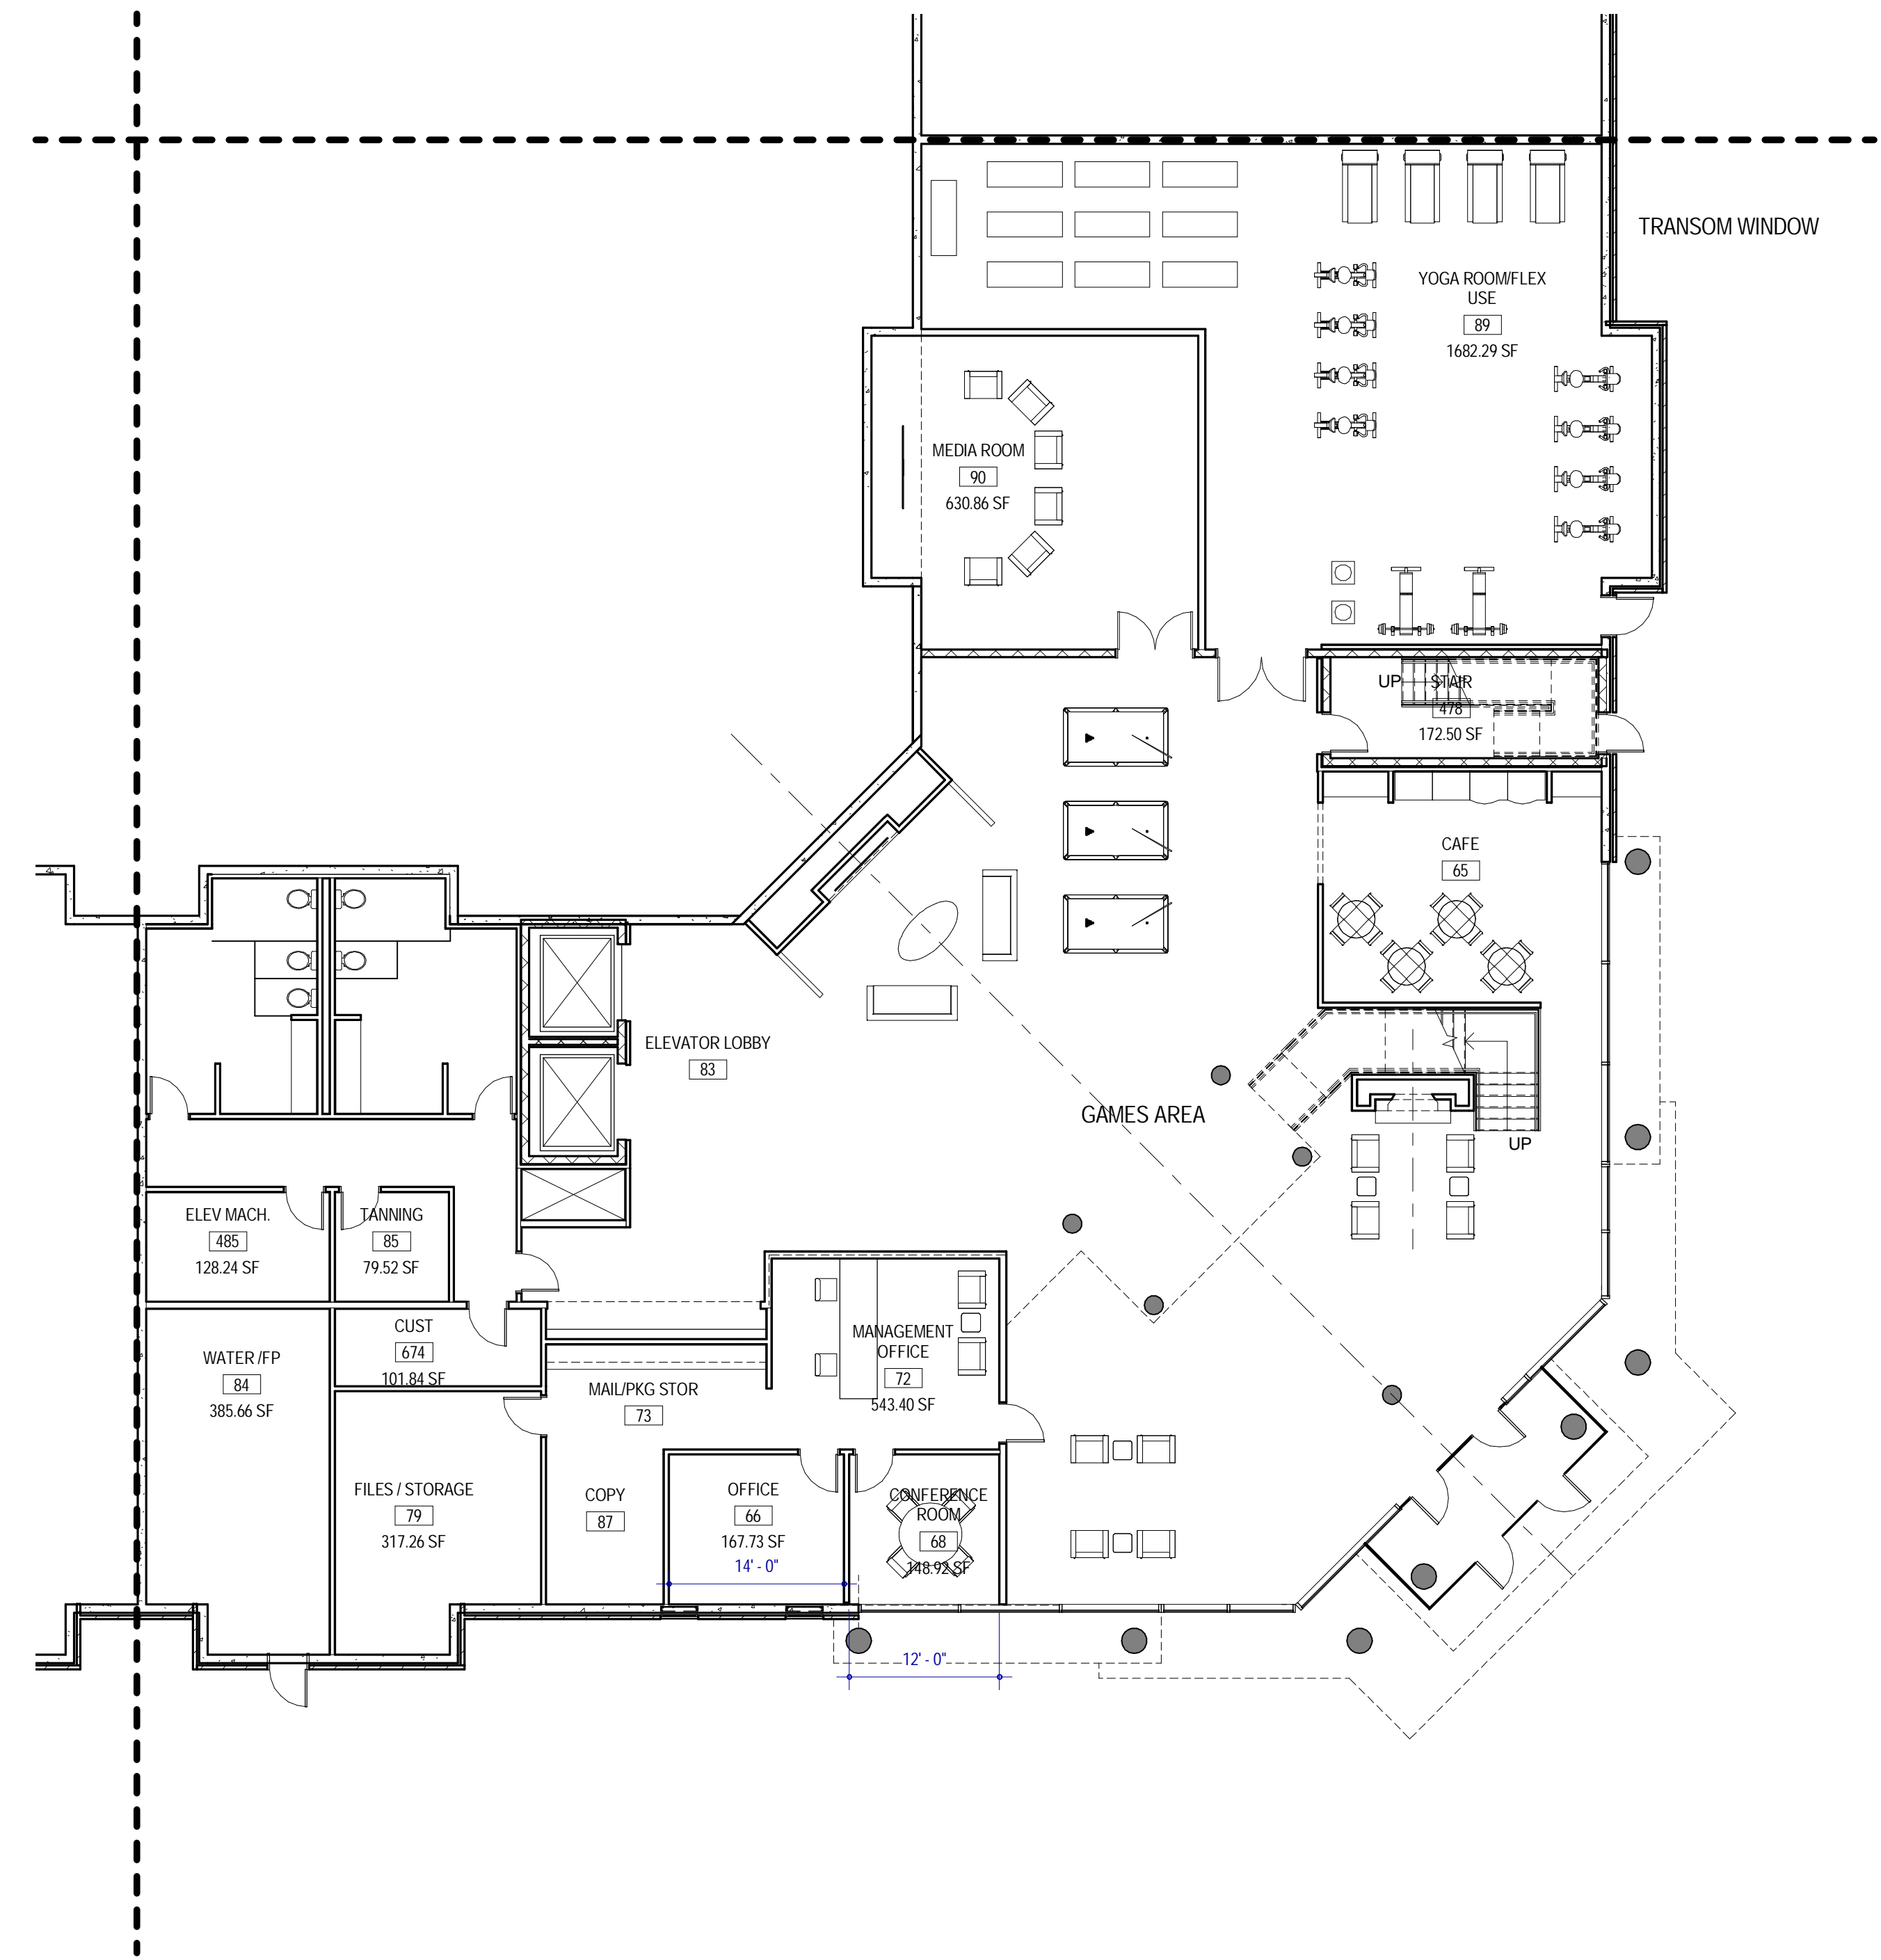 TRANSOM WINDOW
YOGA ROOM/FLEX
USE
89
1682.29 SF
MEDIA ROOM
90
630.86 SF
UP
STAIR
478
172.50 SF
CAFE
65
ELEVATOR LOBBY
83
GAMES AREA
UP
ELEV MACH.
485
128.24 SF
TANNING
85
79.52 SF
CUST
674
101.84 SF
WATER /FP
84
385.66 SF
MANAGEMENT
OFFICE
72
543.40 SF
MAIL/PKG STOR
73
FILES / STORAGE
79
317.26 SF
COPY
87
OFFICE
66
167.73 SF
14' - 0"
CONFERENCE
ROOM
68
148.92 SF
12' - 0"